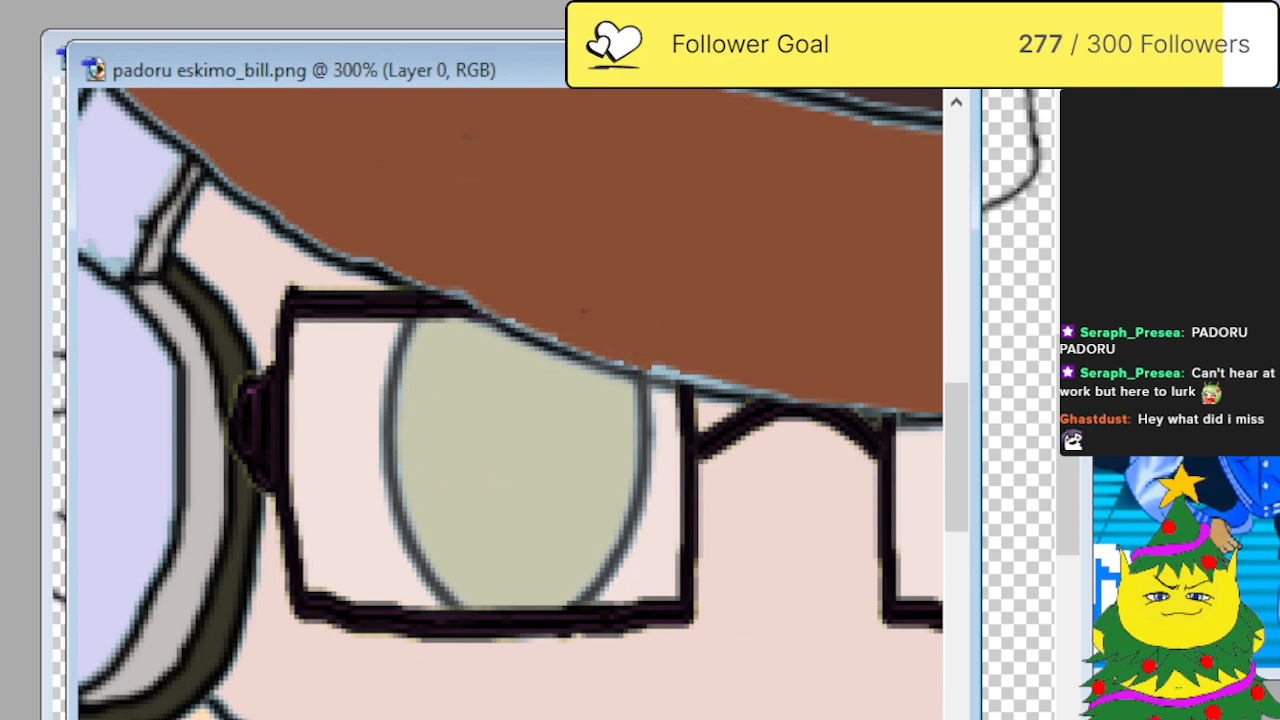 Follower Goal 277 / 300 Followers
padoru eskimo_bill.png @ 300% (Layer 0, RGB)
Seraph_Presea: PADORU
PADORU
Seraph_Presea: Can't hear at
work but here to lurk
Ghastdust: Hey what did i miss